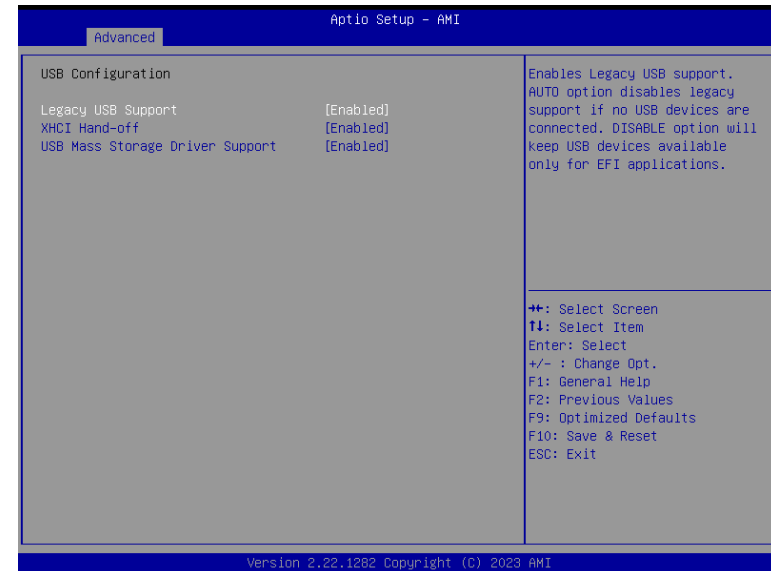 Aptio Setup – AMI
Advanced
USB Configuration
Legacy USB Support [Enabled]
XHCI Hand-off [Enabled]
USB Mass Storage Driver Support [Enabled]
Enables Legacy USB support.
AUTO option disables legacy
support if no USB devices are
connected. DISABLE option will
keep USB devices available
only for EFI applications.
→←: Select Screen
↑↓: Select Item
Enter: Select
+/- : Change Opt.
F1: General Help
F2: Previous Values
F9: Optimized Defaults
F10: Save & Reset
ESC: Exit
Version 2.22.1282 Copyright (C) 2023 AMI